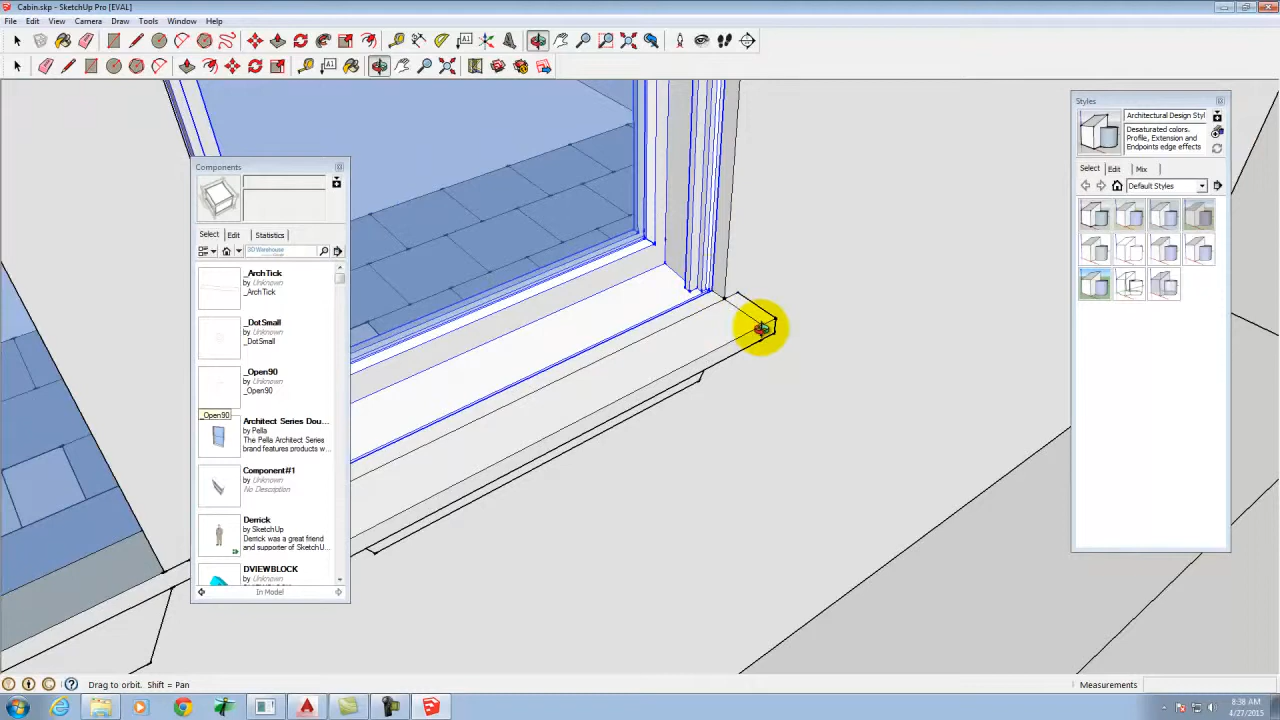 Cabin.skp - SketchUp Pro [EVAL]
File Edit View Camera Draw Tools Window Help
Components
Select Edit Statistics
3D Warehouse
_ArchTick
by Unknown
_ArchTick
_DotSmall
by Unknown
_DotSmall
_Open90
by Unknown
_Open90
_Open90
Architect Series Dou...
by Pella
The Pella Architect Series
brand features products w...
Component#1
by Unknown
No Description
Derrick
by SketchUp
Derrick was a great friend
and supporter of SketchU...
DVIEWBLOCK
by Unknown
In Model
Styles
Architectural Design Styl
Desaturated colors.
Profile, Extension and
Endpoints edge effects
Select Edit Mix
Default Styles
Drag to orbit. Shift = Pan
Measurements
8:38 AM
4/27/2015